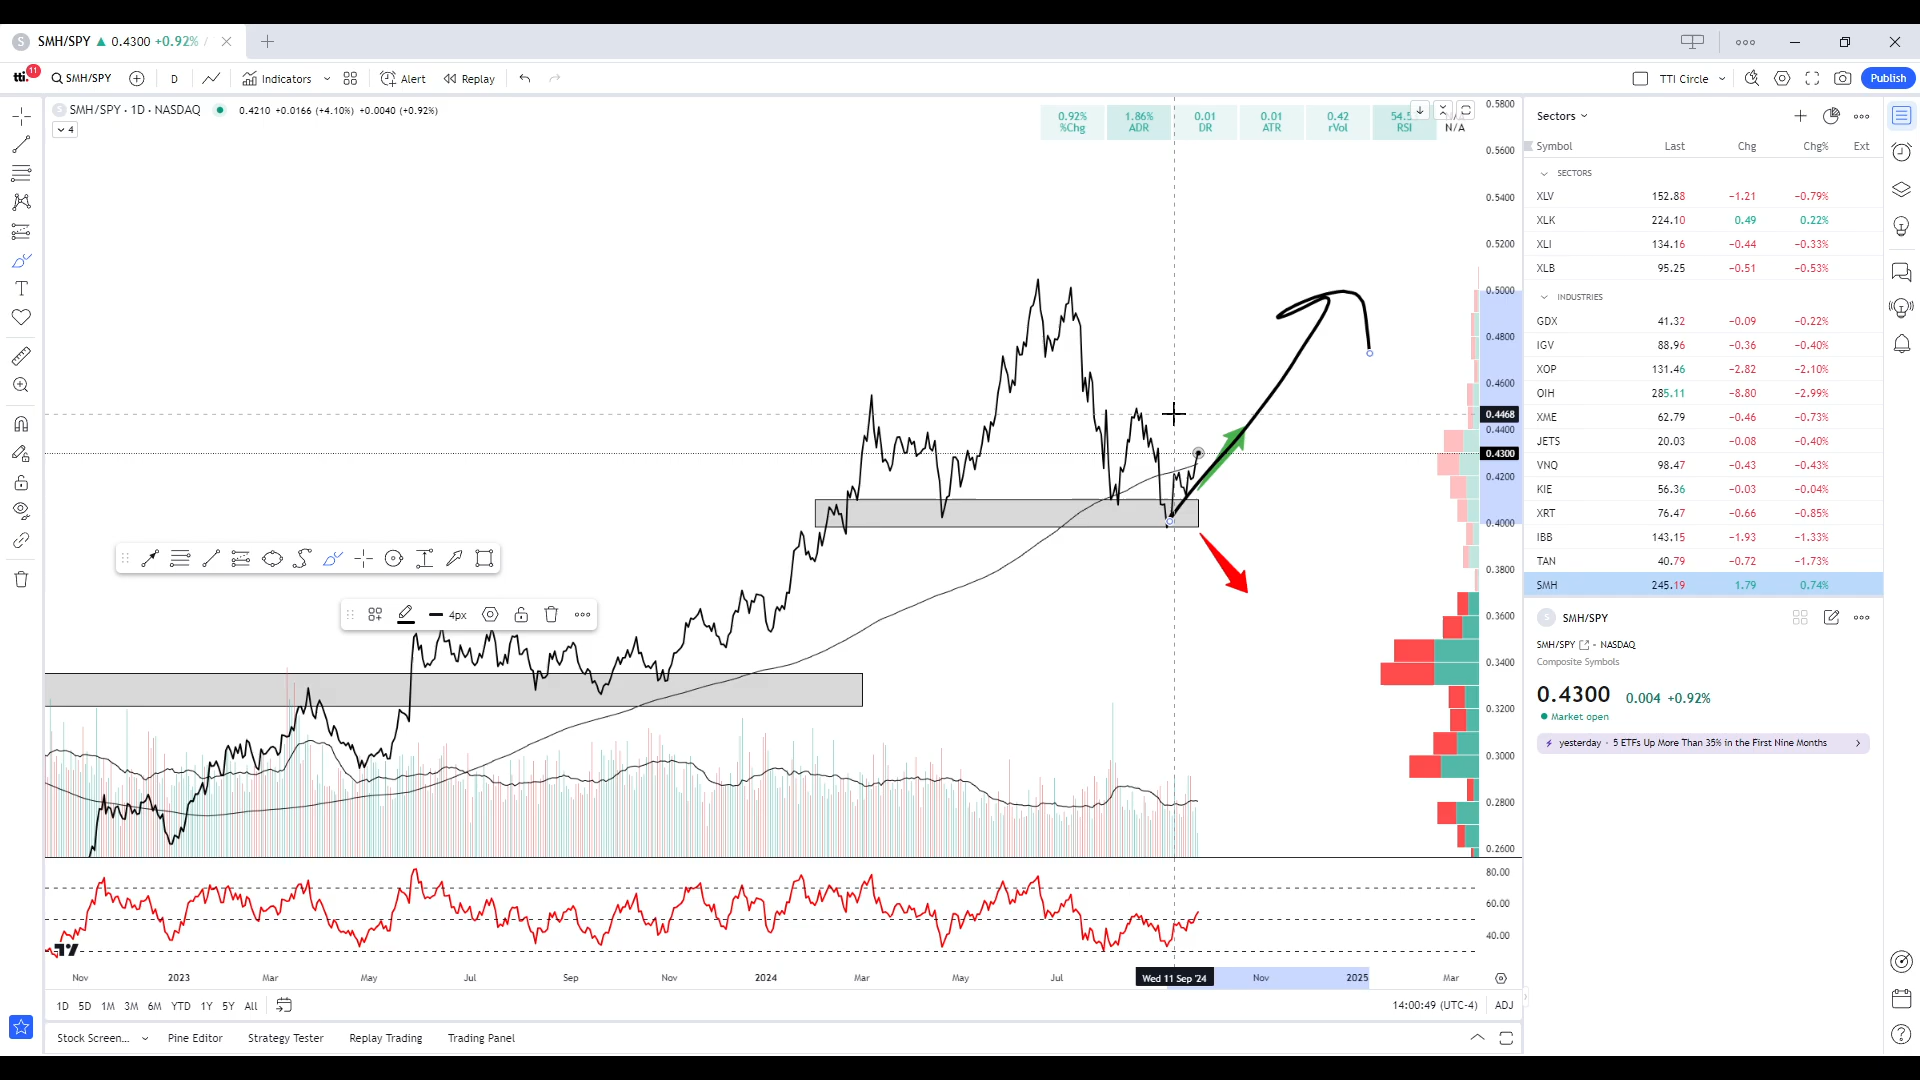 S SMH/SPY ▲ 0.4300 +0.92% /
tti. 11 SMH/SPY D Indicators Alert Replay TTI Circle Publish
S SMH/SPY · 1D · NASDAQ 0.4210 +0.0166 (+4.10%) +0.0040 (+0.92%)
4
0.92% 1.86% 0.01 0.01 0.42
%Chg ADR DR ATR rVol RSI N/A
0.5800
0.5600
0.5400
0.5200
0.5000
0.4800
0.4600
0.4468
0.4400
0.4300
0.4200
0.4000
0.3800
0.3600
0.3400
0.3200
0.3000
0.2800
0.2600
80.00
60.00
40.00
4px
Nov 2023 Mar May Jul Sep Nov 2024 Mar May Jul Wed 11 Sep '24 Nov 2025 Mar
1D 5D 1M 3M 6M YTD 1Y 5Y All 14:00:49 (UTC-4) ADJ
Stock Screen... Pine Editor Strategy Tester Replay Trading Trading Panel
Sectors
Symbol Last Chg Chg% Ext
SECTORS
XLV 152.88 −1.21 −0.79%
XLK 224.10 0.49 0.22%
XLI 134.16 −0.44 −0.33%
XLB 95.25 −0.51 −0.53%
INDUSTRIES
GDX 41.32 −0.09 −0.22%
IGV 88.96 −0.36 −0.40%
XOP 131.46 −2.82 −2.10%
OIH 285.11 −8.80 −2.99%
XME 62.79 −0.46 −0.73%
JETS 20.03 −0.08 −0.40%
VNQ 98.47 −0.43 −0.43%
KIE 56.36 −0.03 −0.04%
XRT 76.47 −0.66 −0.85%
IBB 143.15 −1.93 −1.33%
TAN 40.79 −0.72 −1.73%
SMH 245.19 1.79 0.74%
S SMH/SPY
SMH/SPY • NASDAQ
Composite Symbols
0.4300 0.004 +0.92%
Market open
yesterday · 5 ETFs Up More Than 35% in the First Nine Months